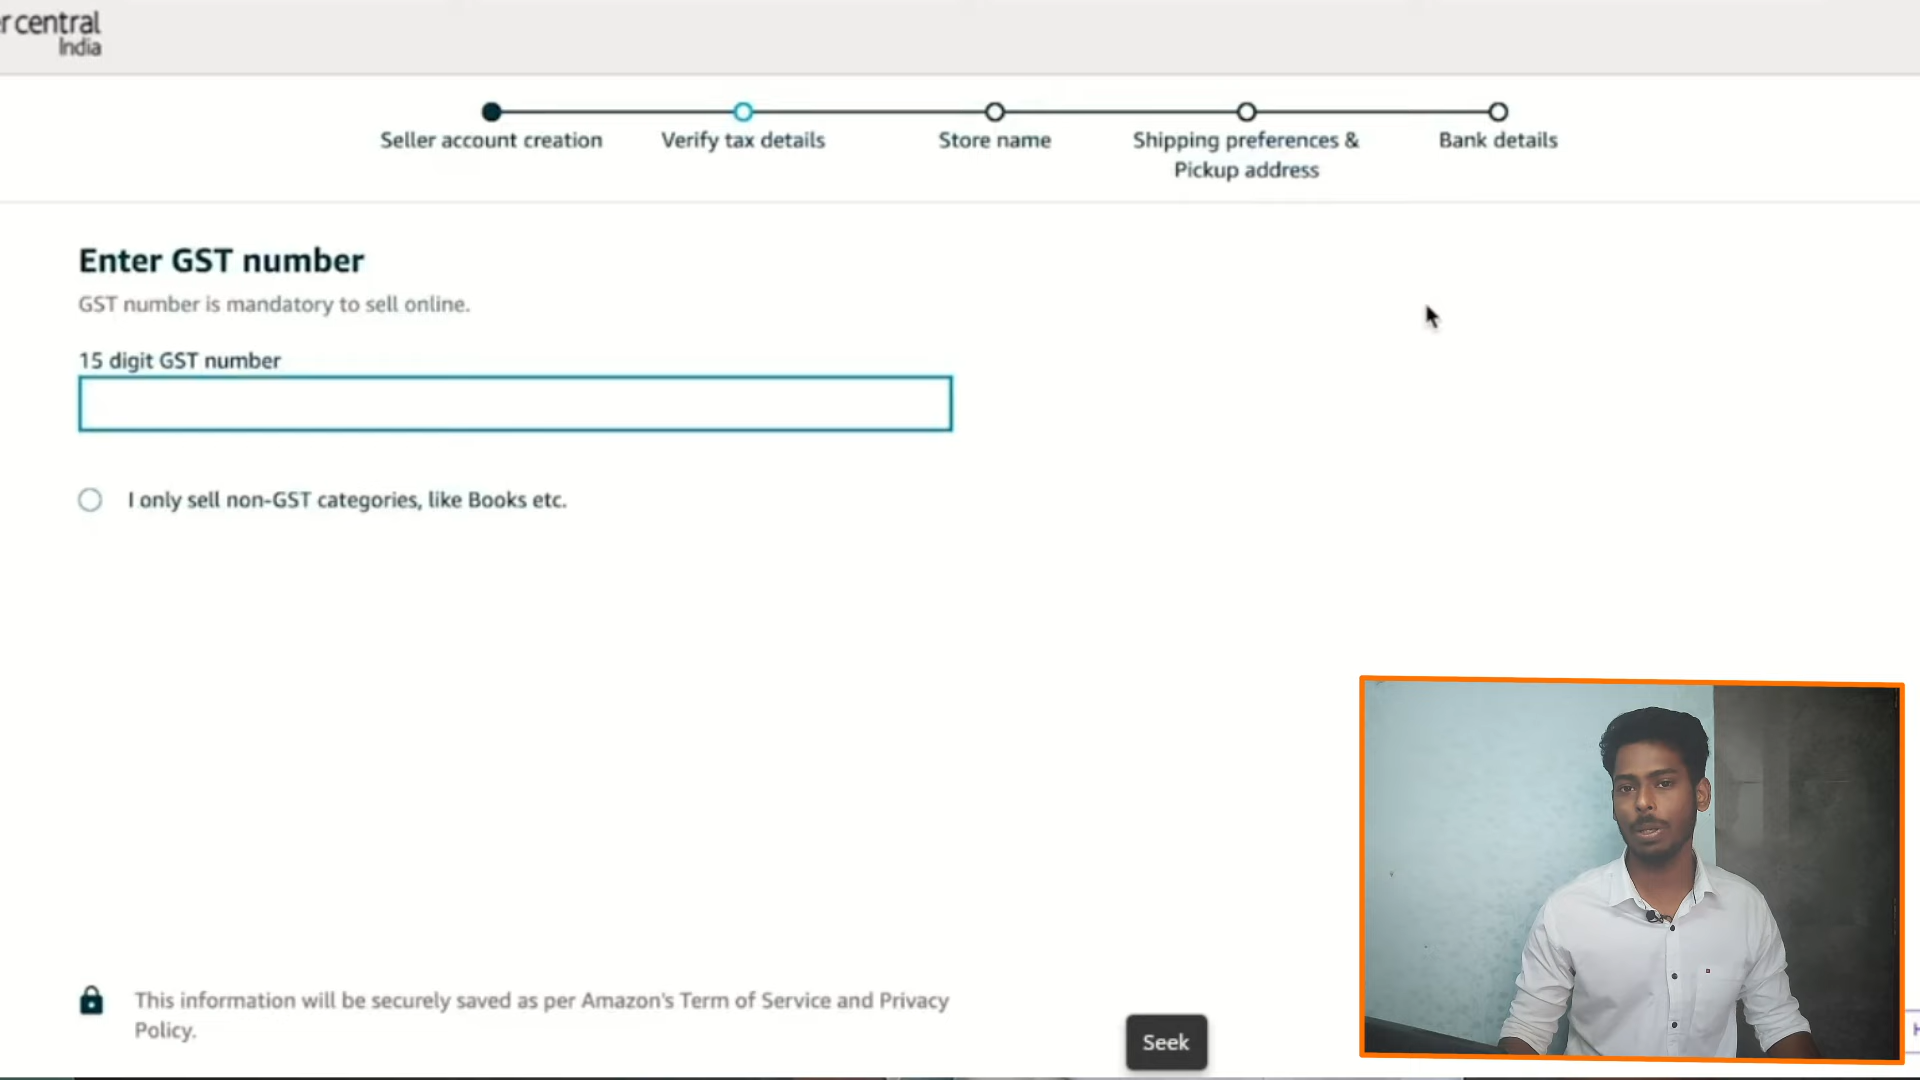 r central
India
Seller account creation
Verify tax details
Store name
Shipping preferences &
Pickup address
Bank details
Enter GST number
GST number is mandatory to sell online.
15 digit GST number
I only sell non-GST categories, like Books etc.
This information will be securely saved as per Amazon's Term of Service and Privacy
Policy.
Seek